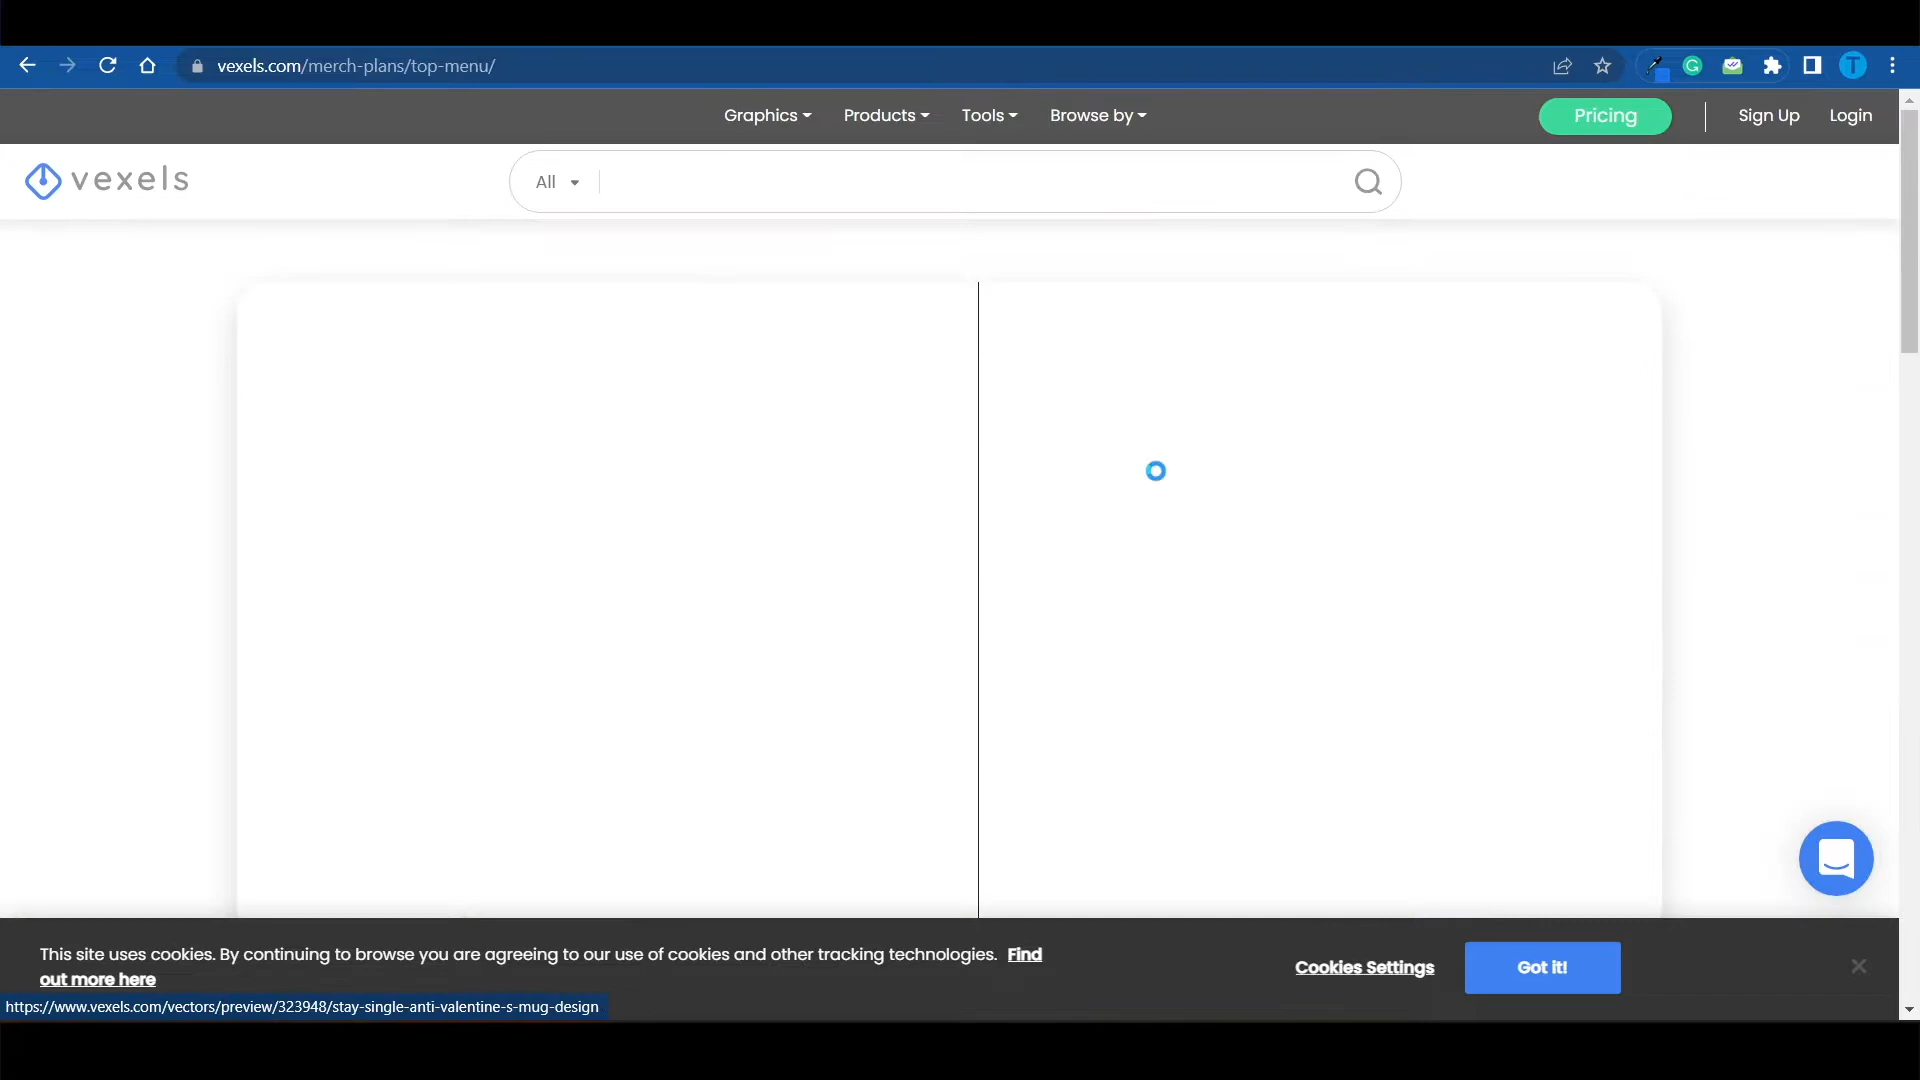 vexels.com/merch-plans/top-menu/
T
Graphics Products Tools Browse by Pricing Sign Up Login
vexels
All
This site uses cookies. By continuing to browse you are agreeing to our use of cookies and other tracking technologies. Find
out more here
Cookies Settings
Got it!
https://www.vexels.com/vectors/preview/323948/stay-single-anti-valentine-s-mug-design